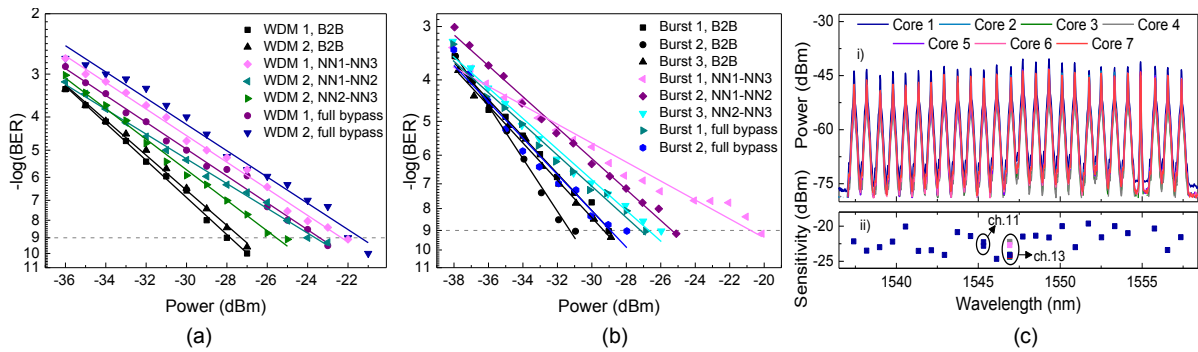 2
3
4
5
6
7
8
9
10
11
-log(BER)
-36 -34 -32 -30 -28 -26 -24 -22
Power (dBm)
WDM 1, B2B
WDM 2, B2B
WDM 1, NN1-NN3
WDM 2, NN1-NN2
WDM 2, NN2-NN3
WDM 1, full bypass
WDM 2, full bypass
(a)
-3
4
5
6
7
8
9
10
11
-log(BER)
-38 -36 -34 -32 -30 -28 -26 -24 -22 -20
Power (dBm)
Burst 1, B2B
Burst 2, B2B
Burst 3, B2B
Burst 1, NN1-NN3
Burst 2, NN1-NN2
Burst 3, NN2-NN3
Burst 1, full bypass
Burst 2, full bypass
(b)
Core 1 Core 2 Core 3 Core 4
Core 5 Core 6 Core 7
i)
-30
-45
-60
-75
Power (dBm)
ii)
ch.11
ch.13
-20
-25
Sensitivity (dBm)
1540 1545 1550 1555
Wavelength (nm)
(c)